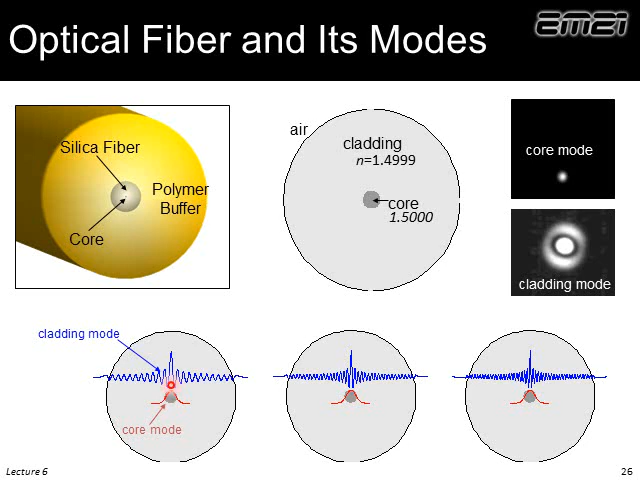 Optical Fiber and Its Modes
EM21
Silica Fiber
Polymer
Buffer
Core
air
cladding
n=1.4999
core
1.5000
core mode
cladding mode
cladding mode
core mode
Lecture 6
26